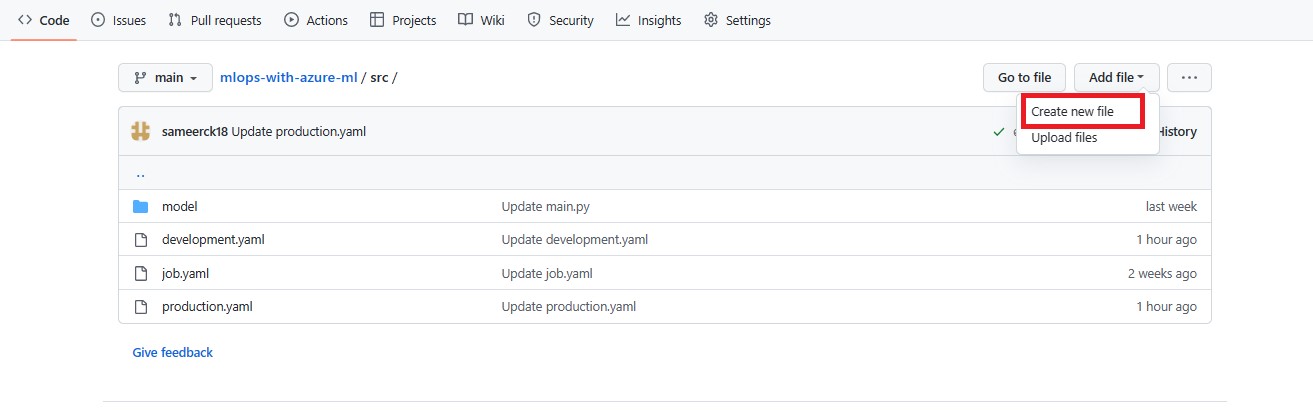 Code Issues Pull requests Actions Projects Wiki Security Insights Settings
main mlops-with-azure-ml / src / Go to file Add file ...
Create new file
sameerck18 Update production.yaml History
Upload files
..
model Update main.py last week
development.yaml Update development.yaml 1 hour ago
job.yaml Update job.yaml 2 weeks ago
production.yaml Update production.yaml 1 hour ago
Give feedback